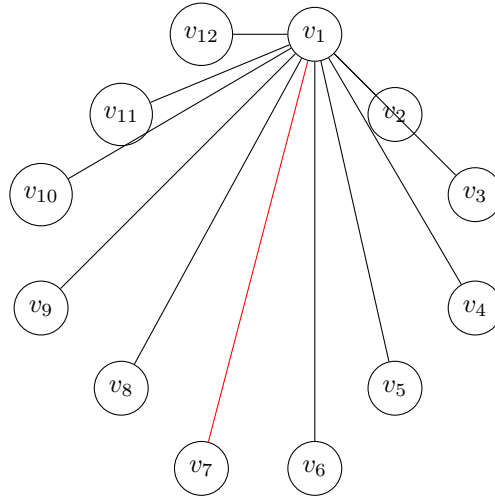 v₁₂ v₁
v₁₁ v₂
v₁₀ v₃
v₉ v₄
v₈ v₅
v₇ v₆